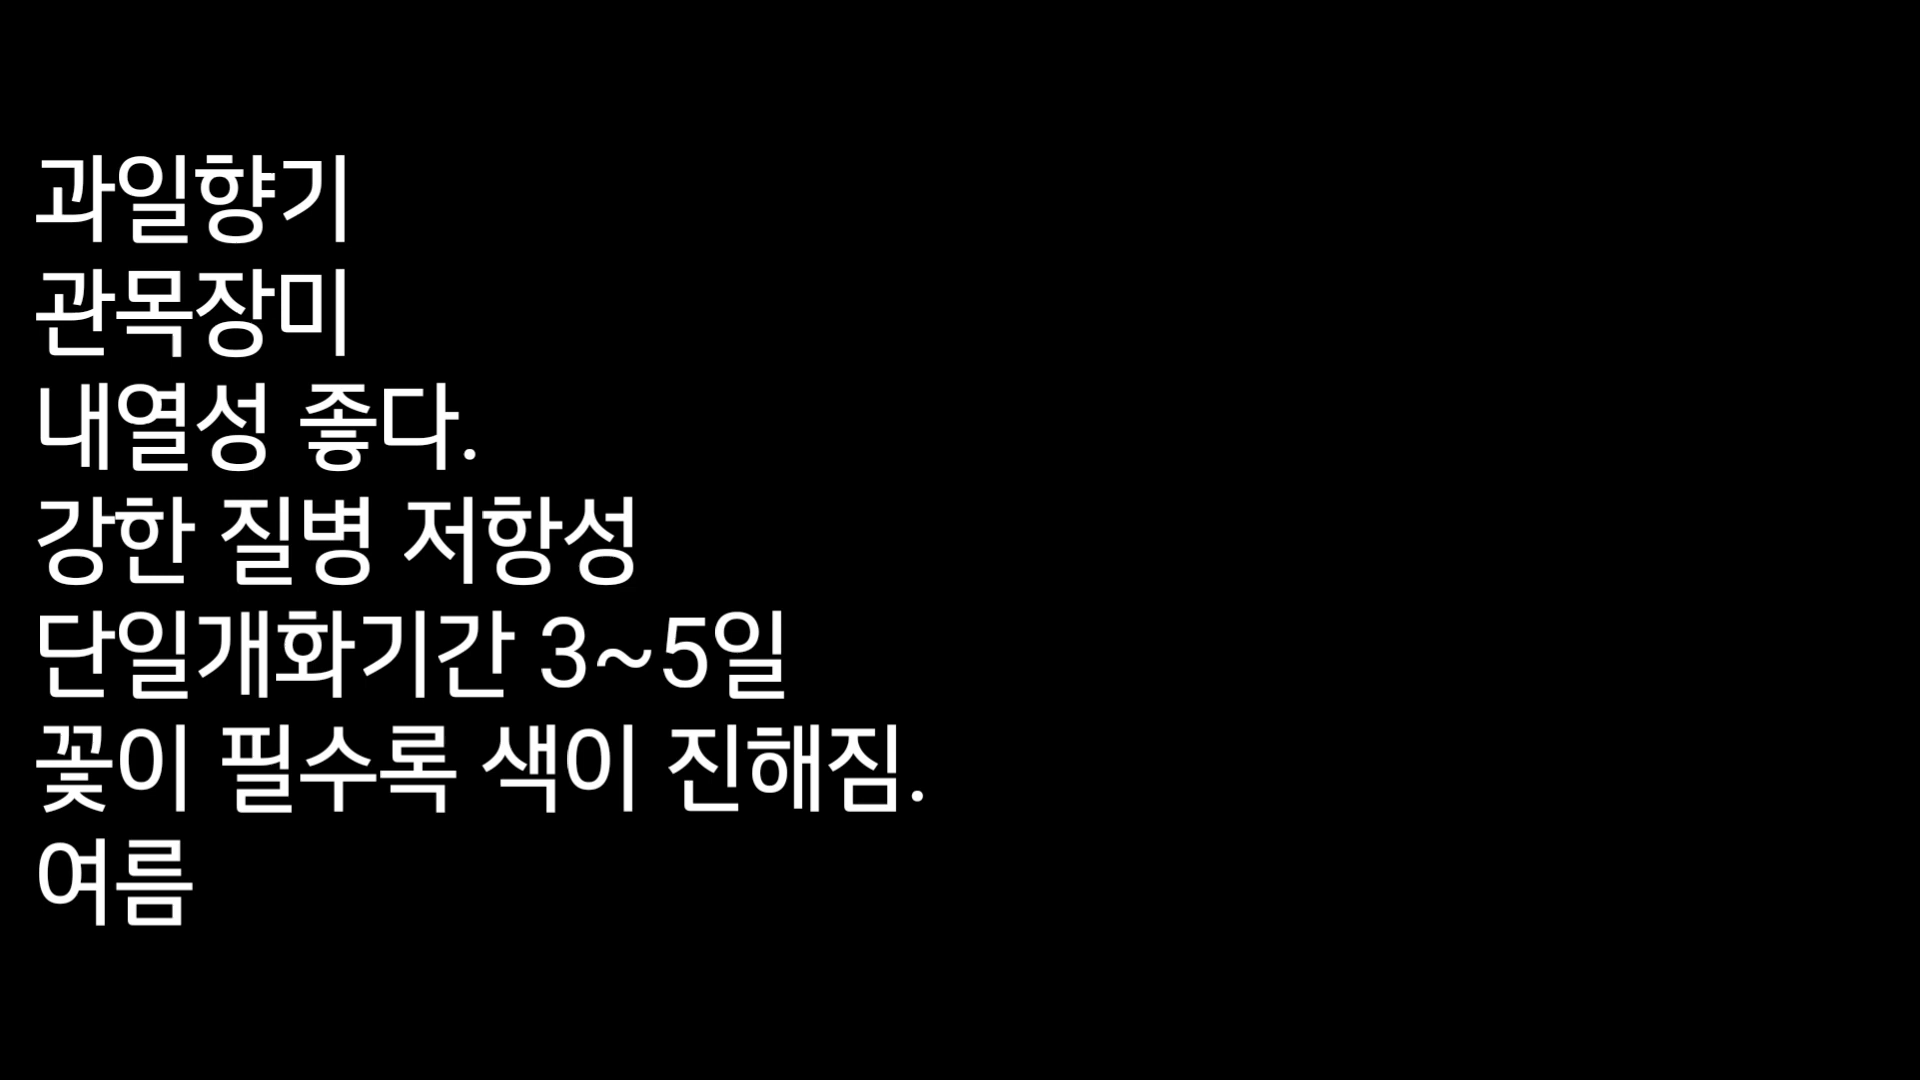 과일향기
관목장미
내열성 좋다.
강한 질병 저항성
단일개화기간 3~5일
꽃이 필수록 색이 진해짐.
여름